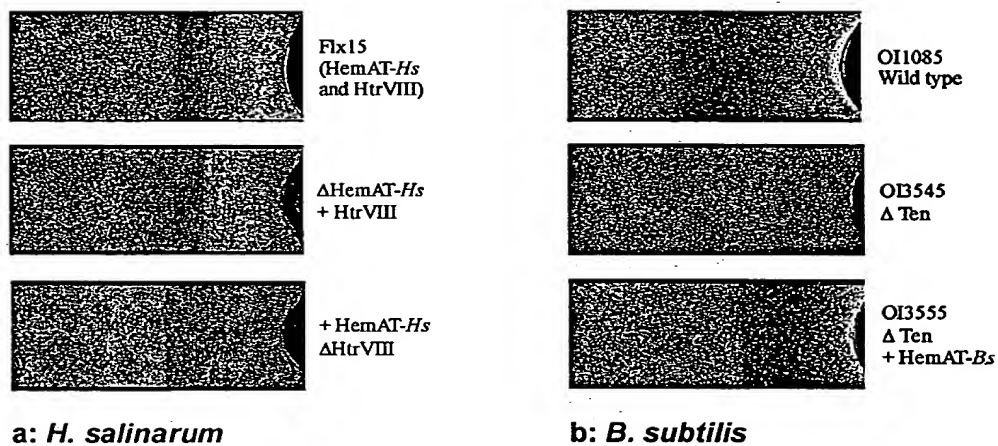 Flx15
(HemAT-Hs
and HtrVIII)
ΔHemAT-Hs
+ HtrVIII
+ HemAT-Hs
ΔHtrVIII
a: H. salinarum
OI1085
Wild type
OI3545
Δ Ten
OI3555
Δ Ten
+ HemAT-Bs
b: B. subtilis